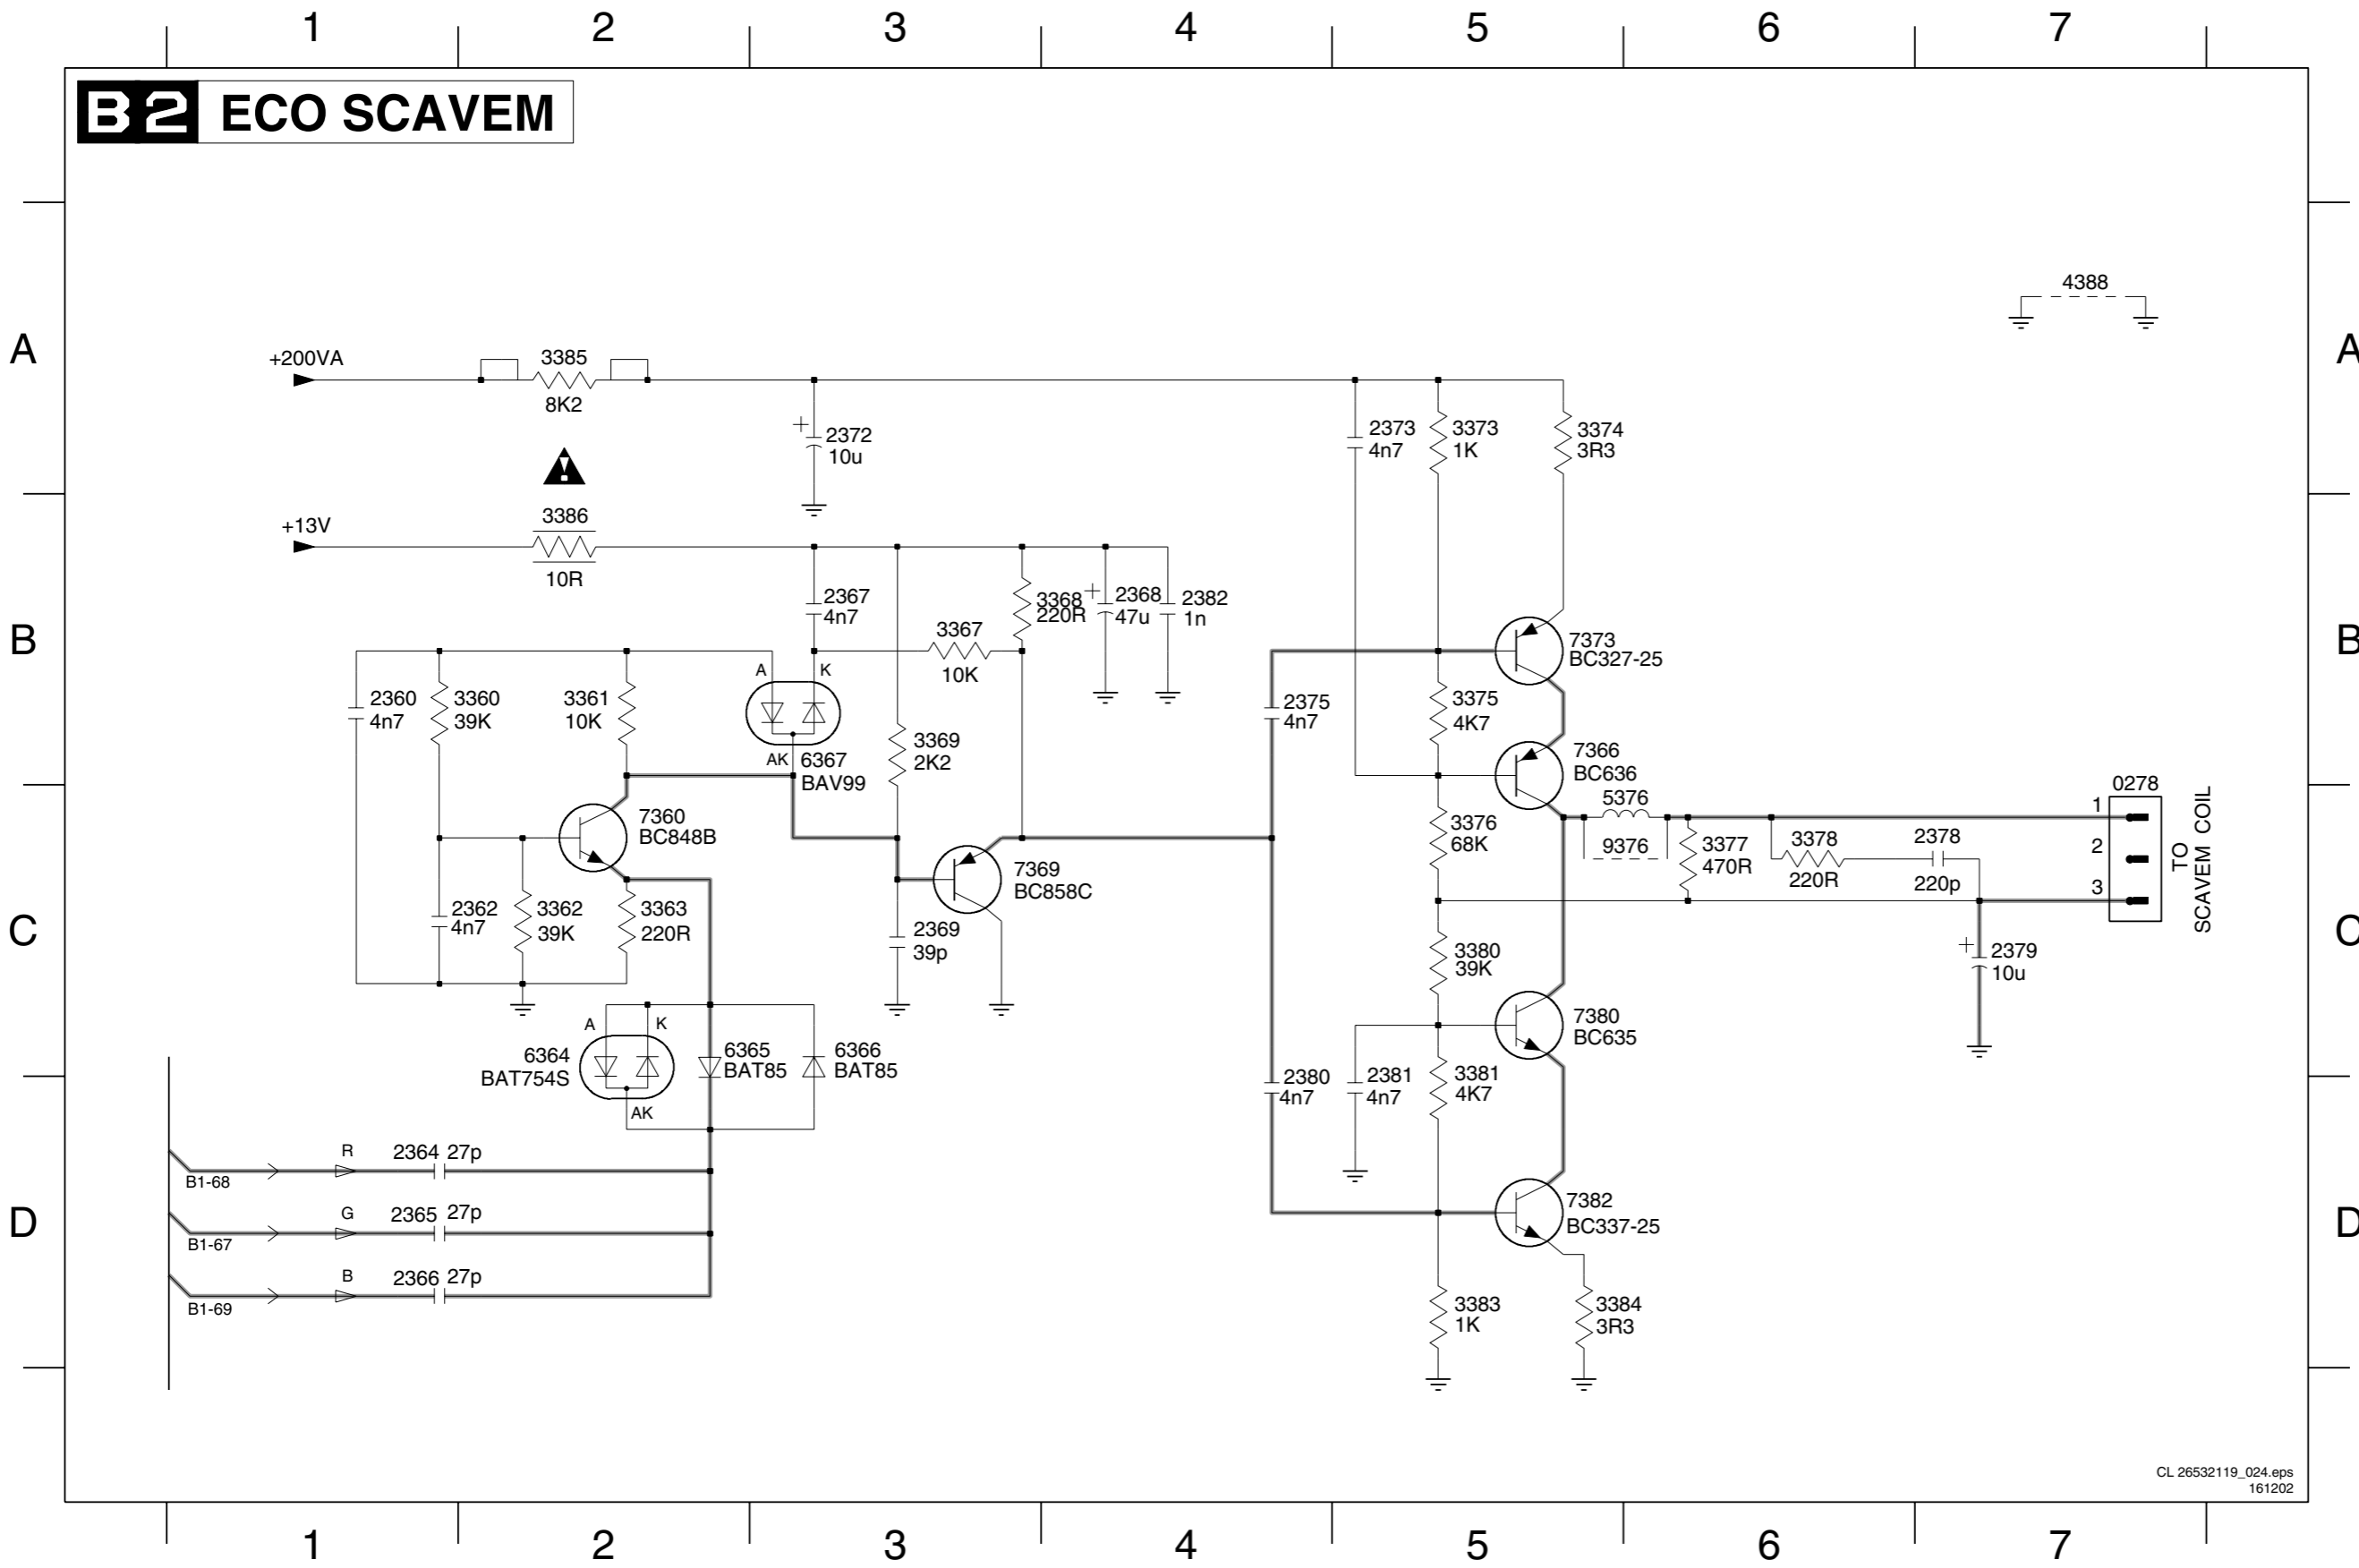 1 2 3 4 5 6 7
B2 ECO SCAVEM
4388
A A
+200VA
3385
8K2
2372
10u
2373
4n7
3373
1K
3374
3R3
+13V
3386
10R
2367
4n7
3368
220R
2368
47u
2382
1n
B B
3367
10K
7373
BC327-25
A K
2360
4n7
3360
39K
3361
10K
2375
4n7
3375
4K7
3369
2K2
AK
6367
BAV99
7366
BC636
0278
5376
1
2
3
TO
SCAVEM COIL
7360
BC848B
3376
68K
9376
3377
470R
3378
220R
2378
220p
7369
BC858C
2362
4n7
3362
39K
3363
220R
C C
2369
39p
3380
39K
2379
10u
A K
7380
BC635
6364
BAT754S
6365
BAT85
6366
BAT85
2380
4n7
2381
4n7
3381
4K7
AK
R
2364 27p
B1-68
7382
BC337-25
D D
G
2365 27p
B1-67
B
2366 27p
B1-69
3383
1K
3384
3R3
CL 26532119_024.eps
161202
1 2 3 4 5 6 7